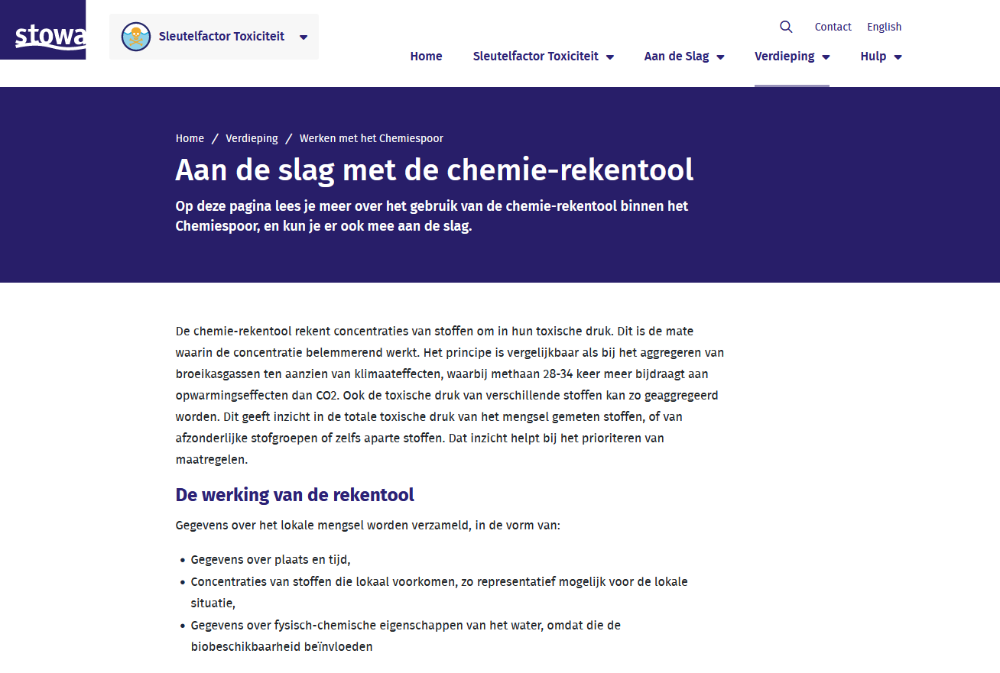 stowa
Sleutelfactor Toxiciteit
Contact English
Home Sleutelfactor Toxiciteit Aan de Slag Verdieping Hulp
Home / Verdieping / Werken met het Chemiespoor
Aan de slag met de chemie-rekentool
Op deze pagina lees je meer over het gebruik van de chemie-rekentool binnen het
Chemiespoor, en kun je er ook mee aan de slag.
De chemie-rekentool rekent concentraties van stoffen om in hun toxische druk. Dit is de mate
waarin de concentratie belemmerend werkt. Het principe is vergelijkbaar als bij het aggregeren van
broeikasgassen ten aanzien van klimaateffecten, waarbij methaan 28-34 keer meer bijdraagt aan
opwarmingseffecten dan CO2. Ook de toxische druk van verschillende stoffen kan zo geaggregeerd
worden. Dit geeft inzicht in de totale toxische druk van het mengsel gemeten stoffen, of van
afzonderlijke stofgroepen of zelfs aparte stoffen. Dat inzicht helpt bij het prioriteren van
maatregelen.
De werking van de rekentool
Gegevens over het lokale mengsel worden verzameld, in de vorm van:
• Gegevens over plaats en tijd,
• Concentraties van stoffen die lokaal voorkomen, zo representatief mogelijk voor de lokale
situatie,
• Gegevens over fysisch-chemische eigenschappen van het water, omdat die de
biobeschikbaarheid beïnvloeden